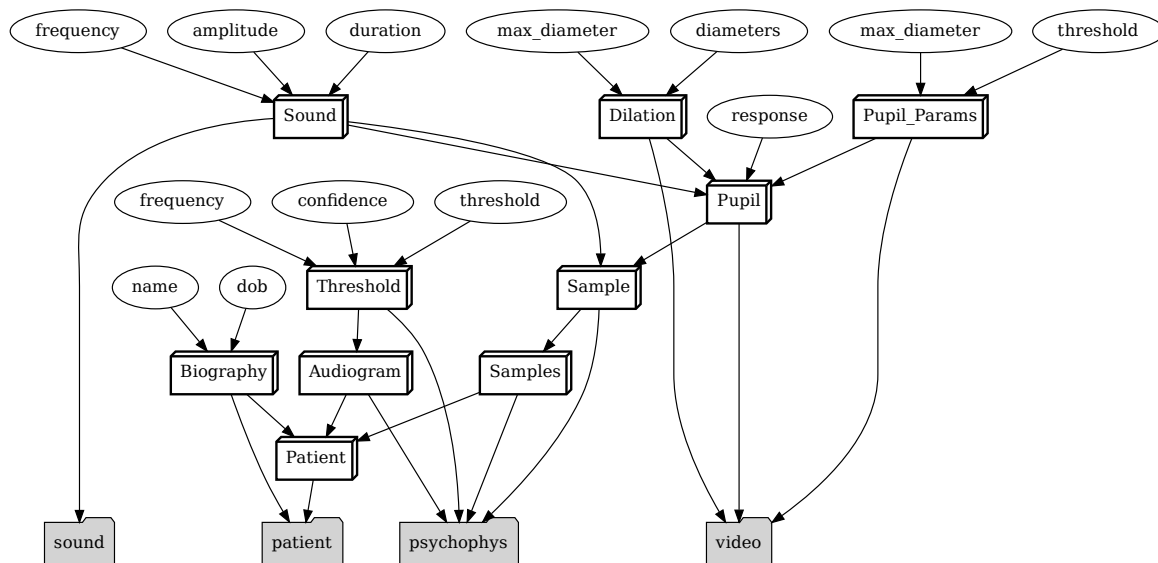 frequency
amplitude
duration
max_diameter
diameters
max_diameter
threshold
Sound
Dilation
response
Pupil_Params
frequency
confidence
threshold
Pupil
name
dob
Threshold
Sample
Biography
Audiogram
Samples
Patient
sound
patient
psychophys
video